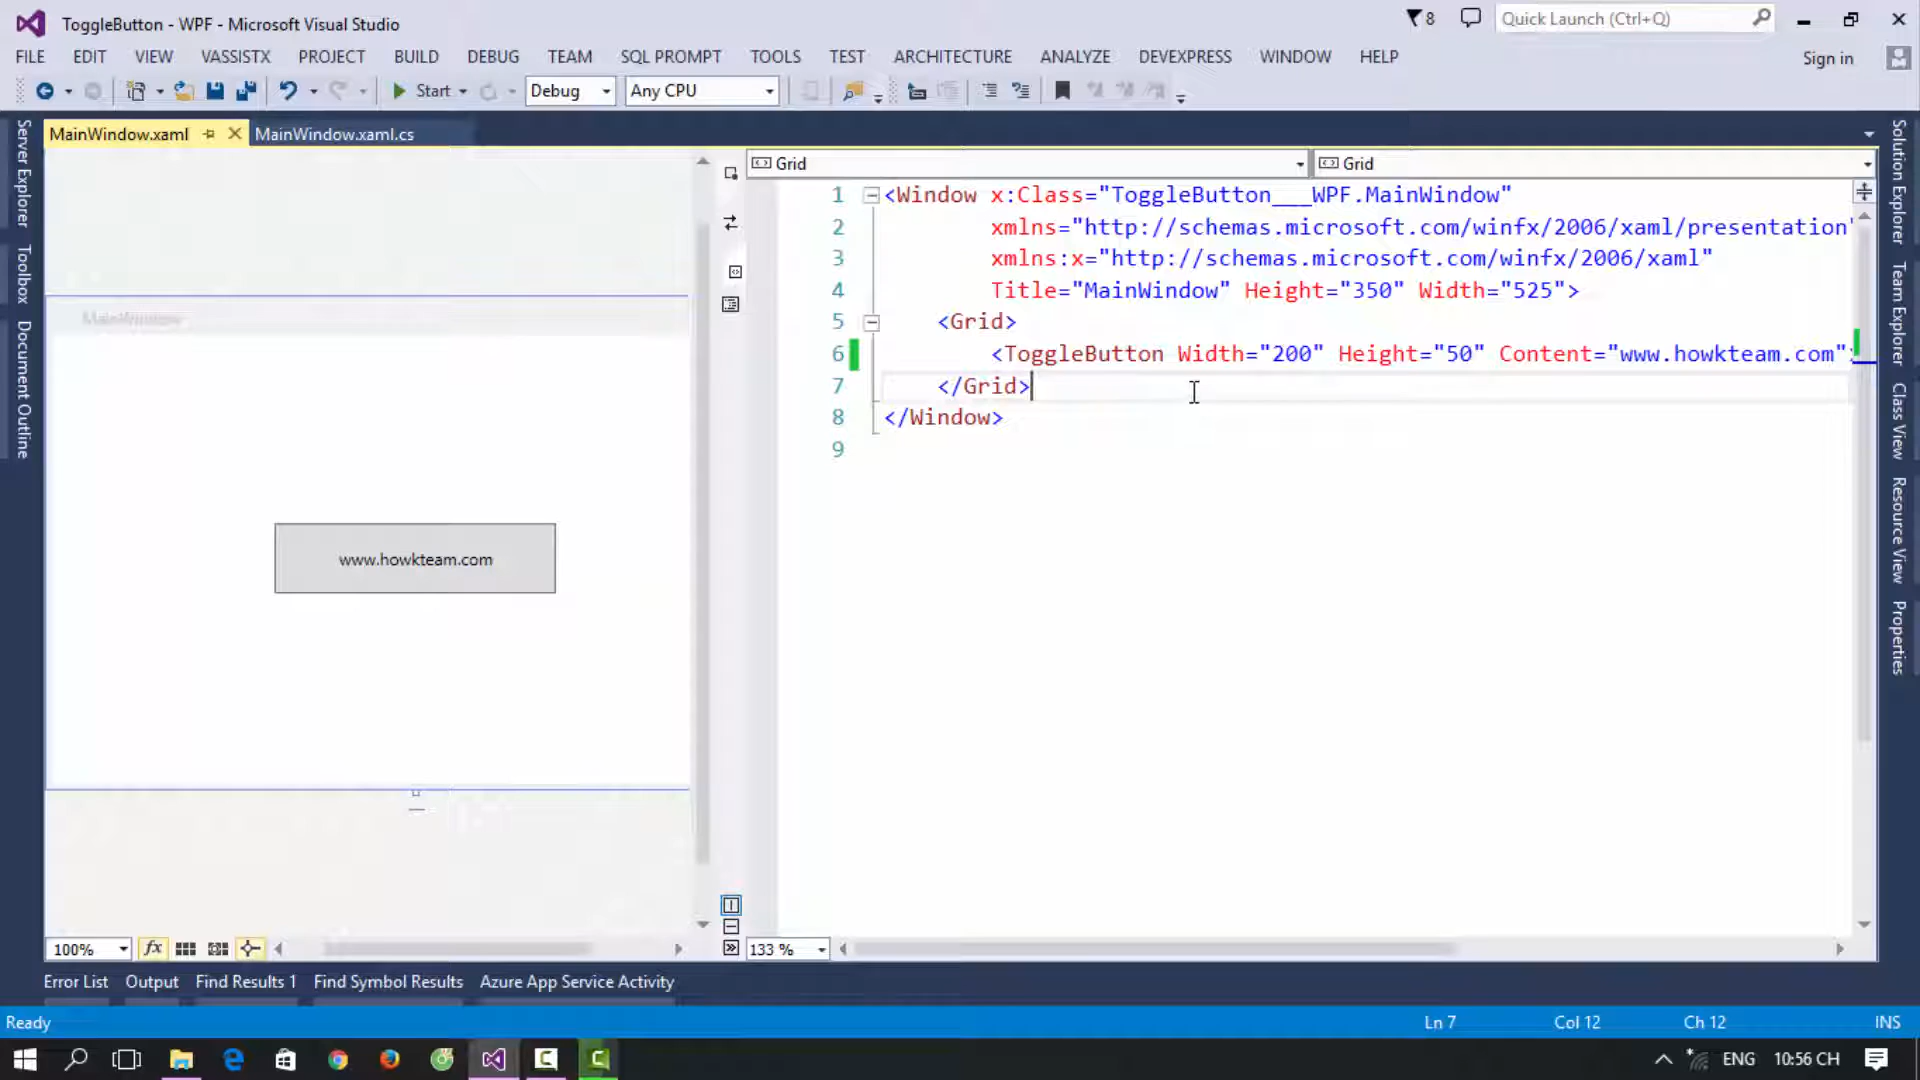 ToggleButton - WPF - Microsoft Visual Studio
8
Quick Launch (Ctrl+Q)
FILE EDIT VIEW VASSISTX PROJECT BUILD DEBUG TEAM SQL PROMPT TOOLS TEST ARCHITECTURE ANALYZE DEVEXPRESS WINDOW HELP
Sign in
Start Debug Any CPU
MainWindow.xaml MainWindow.xaml.cs
Server Explorer
Toolbox
Document Outline
MainWindow
www.howkteam.com
Grid Grid
1 <Window x:Class="ToggleButton___WPF.MainWindow"
2 xmlns="http://schemas.microsoft.com/winfx/2006/xaml/presentation"
3 xmlns:x="http://schemas.microsoft.com/winfx/2006/xaml"
4 Title="MainWindow" Height="350" Width="525">
5 <Grid>
6 <ToggleButton Width="200" Height="50" Content="www.howkteam.com"
7 </Grid>
8 </Window>
9
Solution Explorer
Team Explorer
Class View
Resource View
Properties
100% fx 133 %
Error List Output Find Results 1 Find Symbol Results Azure App Service Activity
Ready Ln 7 Col 12 Ch 12 INS
ENG 10:56 CH